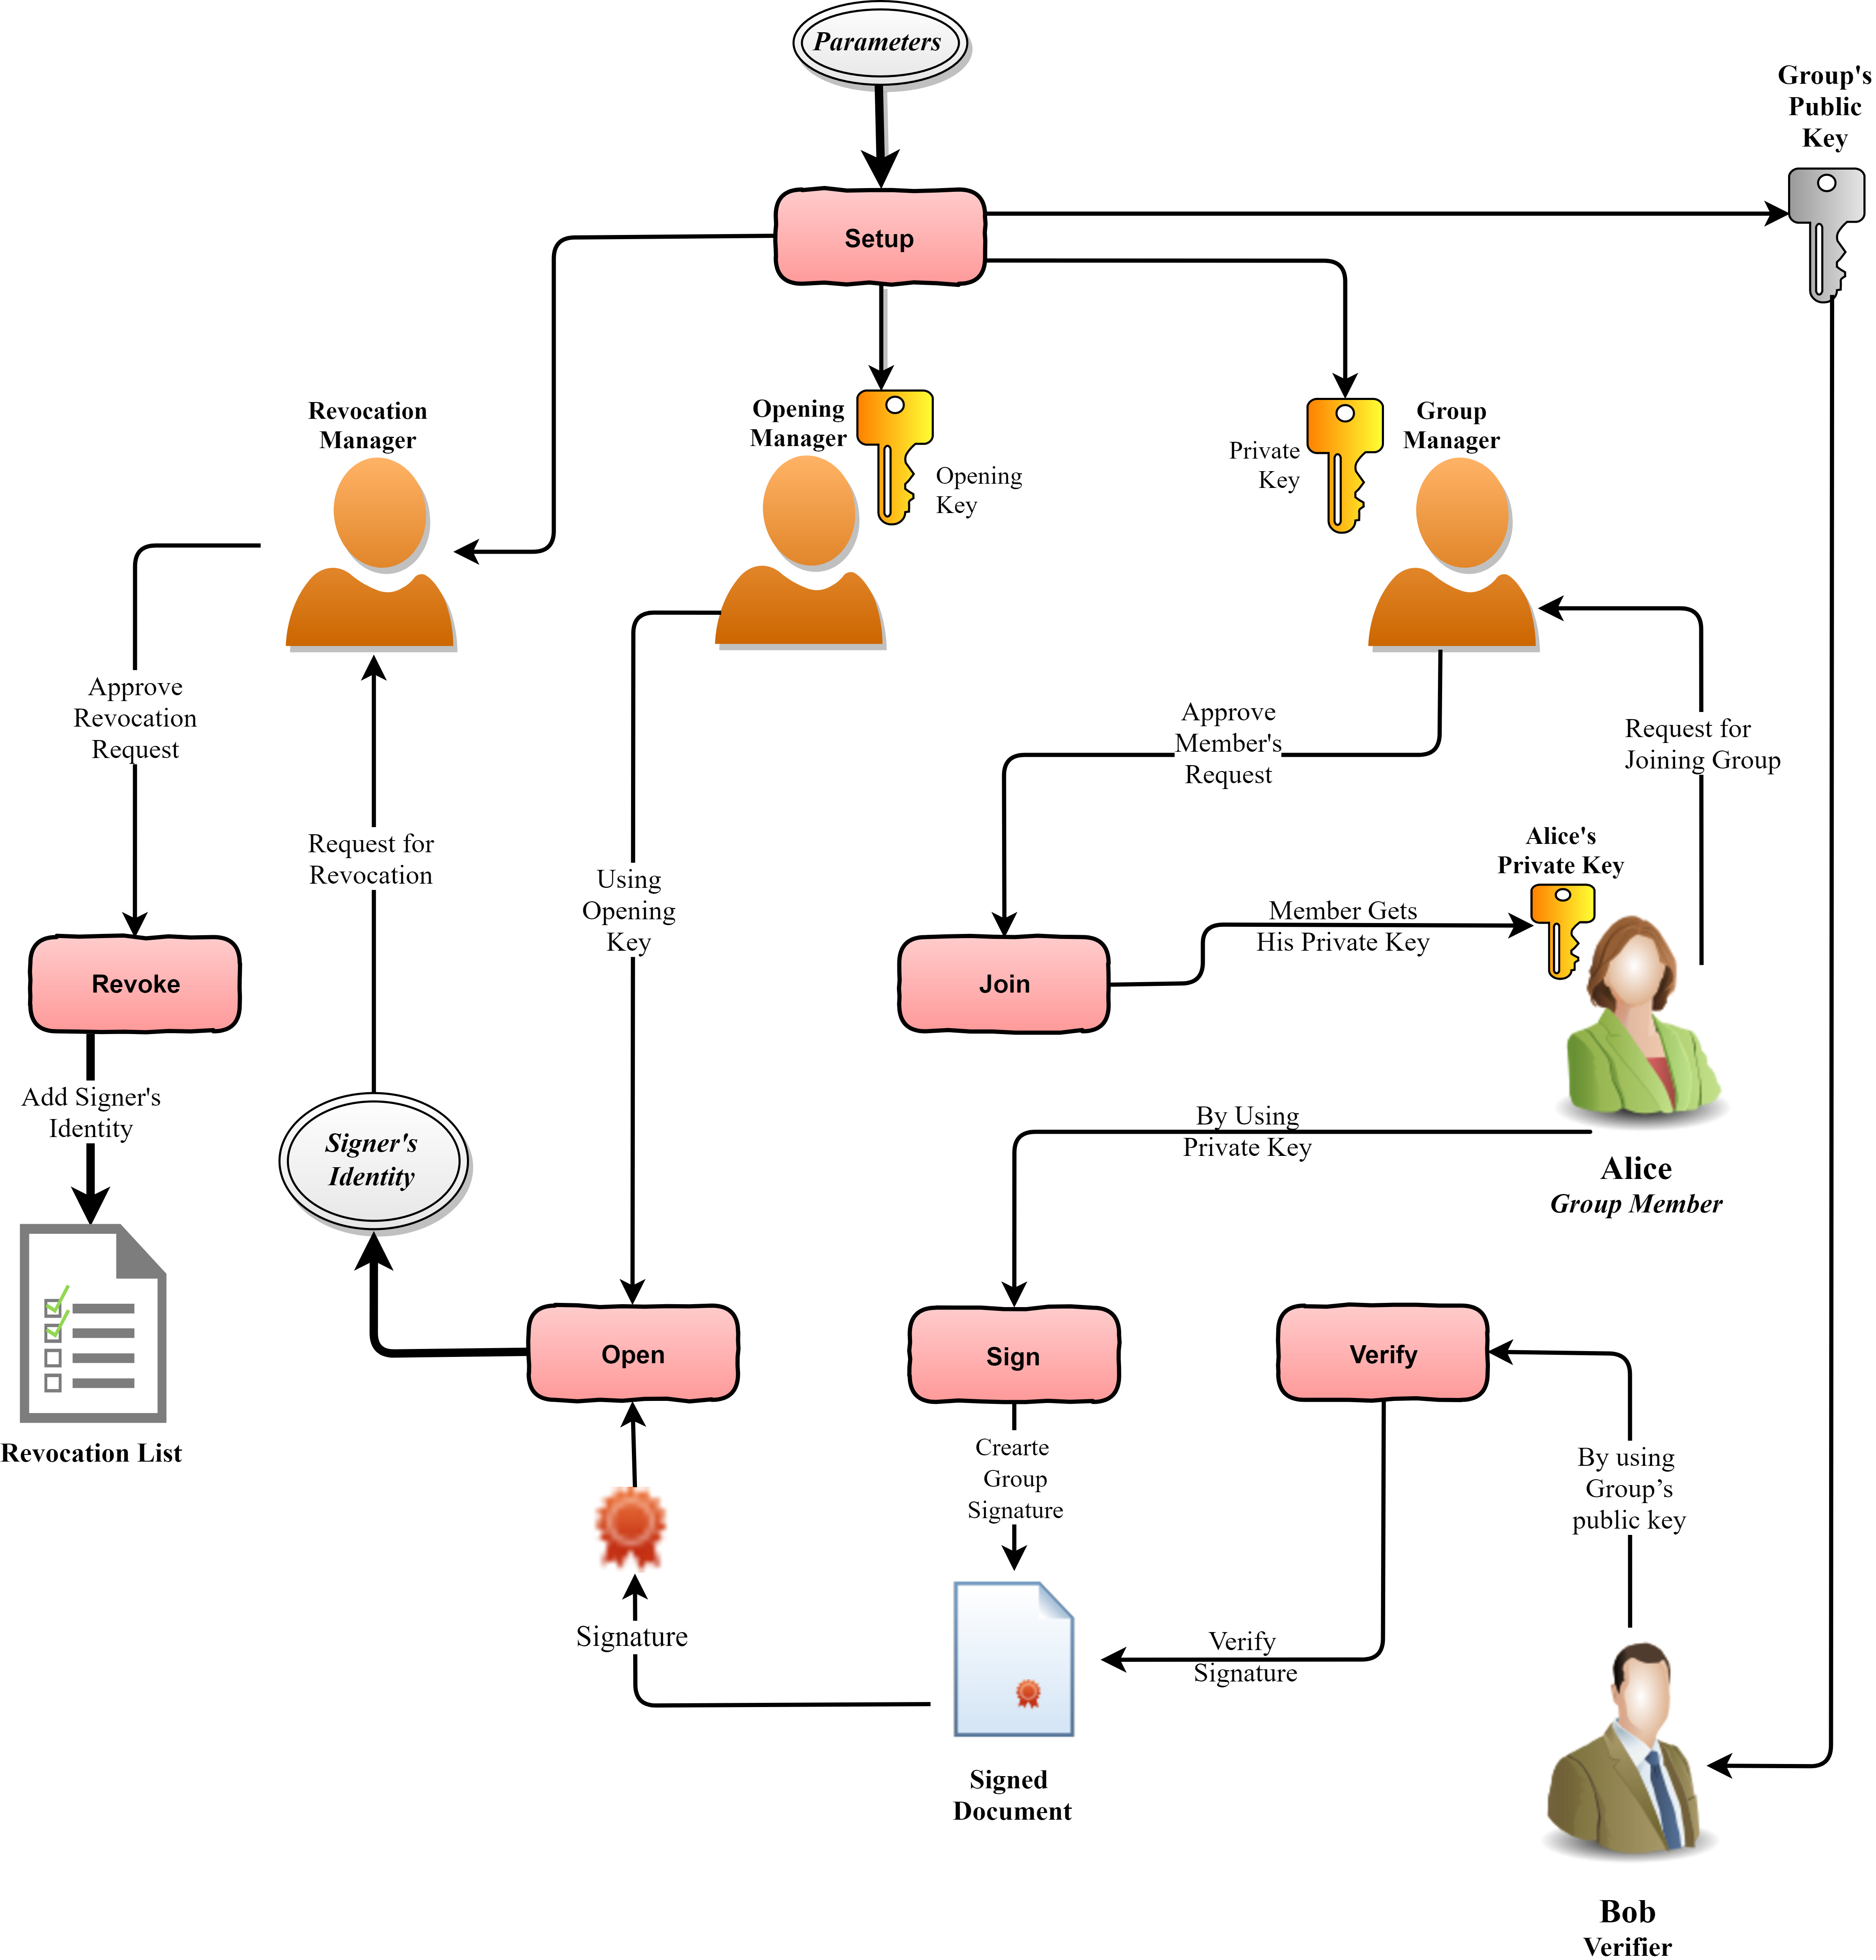 Parameters
Group's
Public
Key
Setup
Revocation
Manager
Opening
Manager
Opening
Key
Private
Key
Group
Manager
Approve
Revocation
Request
Request for
Revocation
Using
Opening
Key
Approve
Member's
Request
Request for
Joining Group
Alice's
Private Key
Member Gets
His Private Key
Revoke
Join
Add Signer's
Identity
Signer's
Identity
By Using
Private Key
Alice
Group Member
Open
Sign
Verify
Revocation List
Crearte
Group
Signature
By using
Group’s
public key
Signature
Verify
Signature
Signed
Document
Bob
Verifier